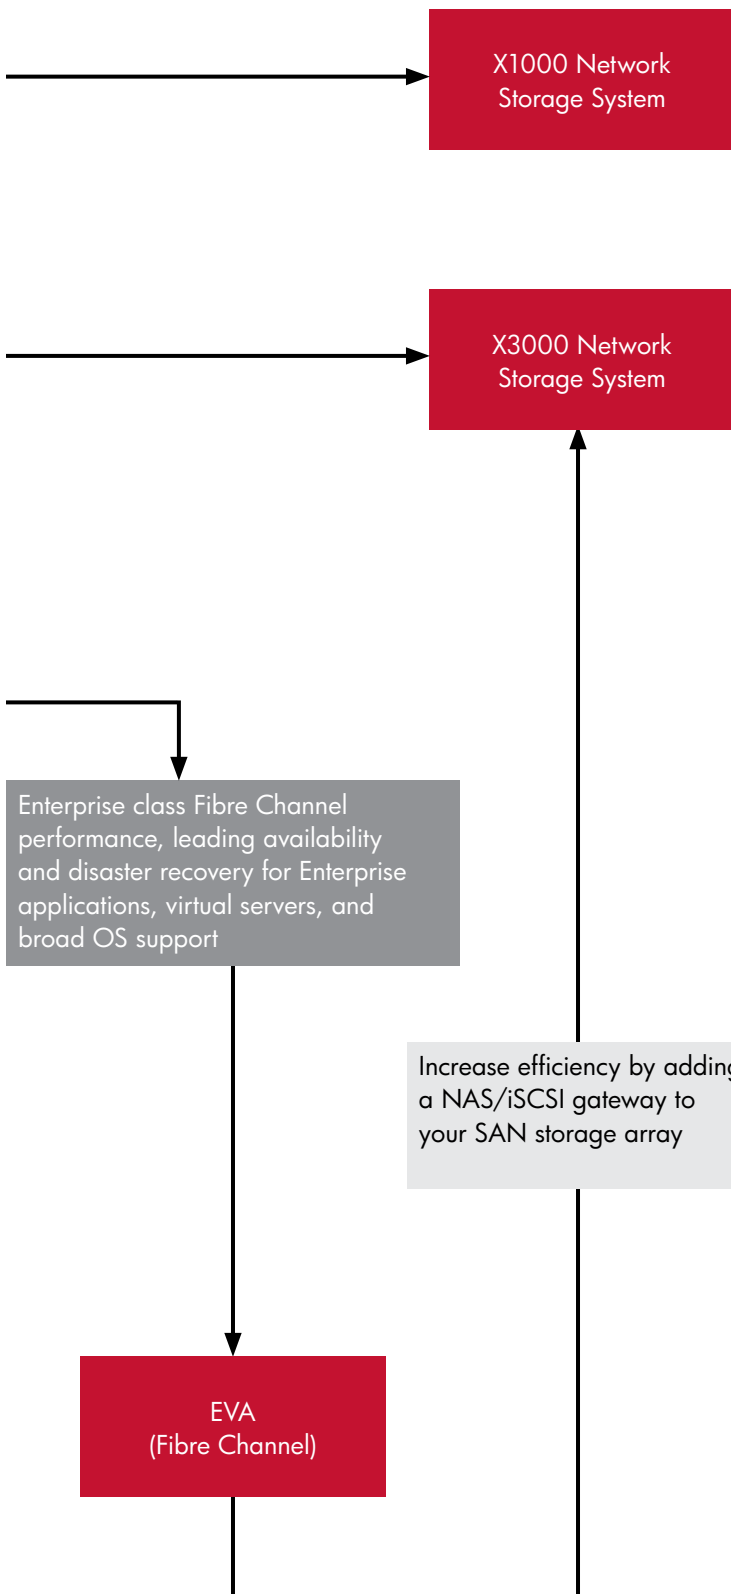 X1000 Network
Storage System
X3000 Network
Storage System
Enterprise class Fibre Channel
performance, leading availability
and disaster recovery for Enterprise
applications, virtual servers, and
broad OS support
Increase efficiency by adding
a NAS/iSCSI gateway to
your SAN storage array
EVA
(Fibre Channel)